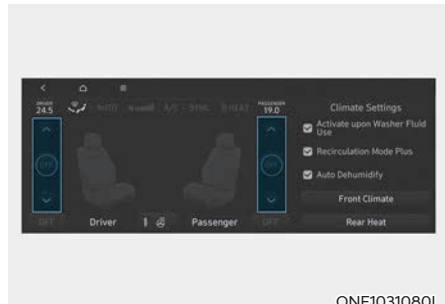 DRIVER
24.5
AUTO
A/C
SYNC
HEAT
PASSENGER
19.0
OFF
OFF
OFF
Driver
Passenger
OFF
Climate Settings
Activate upon Washer Fluid
Use
Recirculation Mode Plus
Auto Dehumidify
Front Climate
Rear Heat